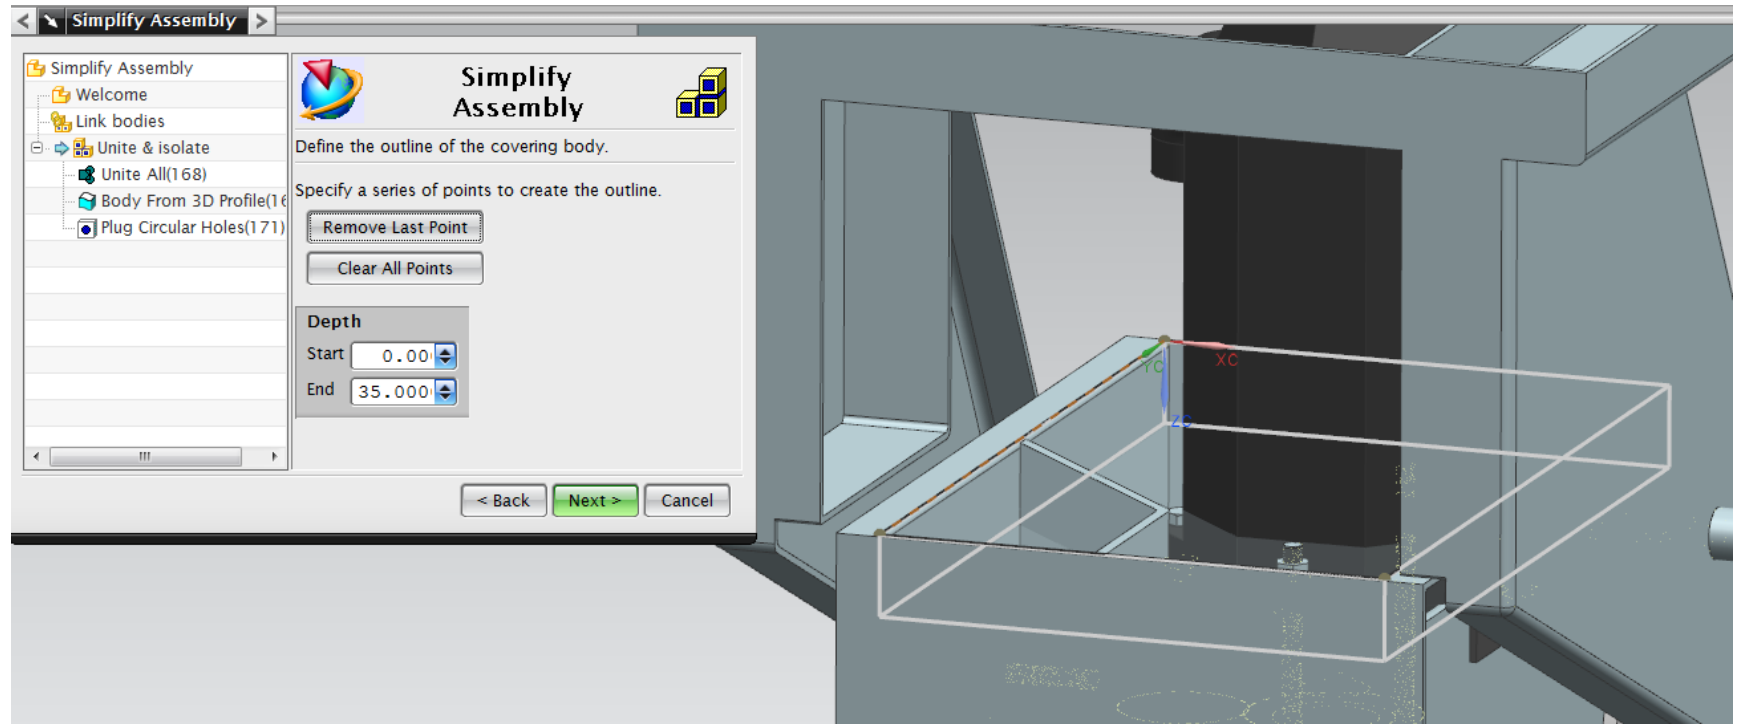 Simplify Assembly
Simplify Assembly
Welcome
Link bodies
Unite & isolate
Unite All(168)
Body From 3D Profile(16
Plug Circular Holes(171)
Simplify
Assembly
Define the outline of the covering body.
Specify a series of points to create the outline.
Remove Last Point
Clear All Points
Depth
Start 0.00
End 35.000
< Back Next > Cancel
XC
YC
ZC